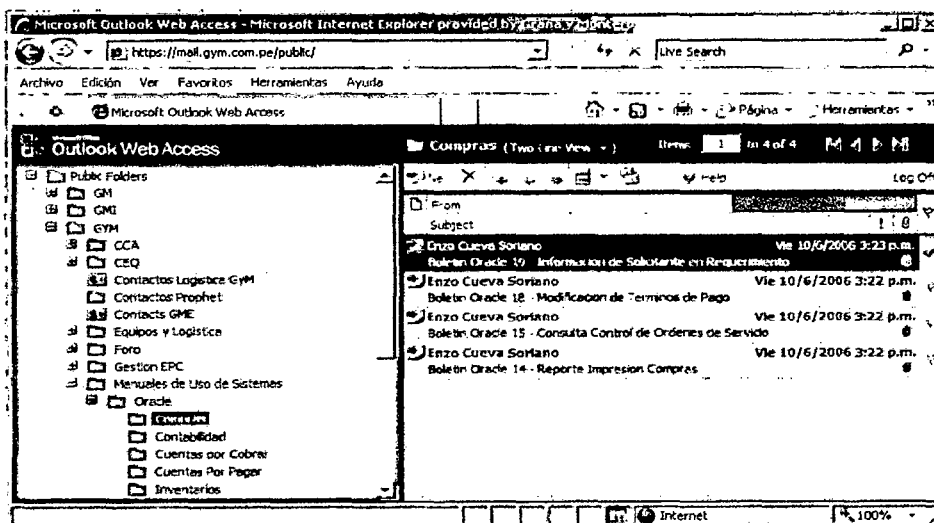 Microsoft Outlook Web Access - Microsoft Internet Explorer provided by Graña y Montero
https://mail.gym.com.pe/public/
Live Search
Archivo Edición Ver Favoritos Herramientas Ayuda
Microsoft Outlook Web Access
Página
Herramientas
Outlook Web Access
Compras (Two Line View)
Items 1 to 4 of 4
Public Folders
GM
GMI
GYM
CCA
CEQ
Contactos Logistica GyM
Contactos Prophet
Contacts GME
Equipos y Logistica
Foro
Gestion EPC
Manuales de Uso de Sistemas
Oracle
Compras
Contabilidad
Cuentas por Cobrar
Cuentas Por Pagar
Inventarios
Help
Log Off
From
Subject
Enzo Cueva Soriano Vie 10/6/2006 3:23 p.m.
Boletin Oracle 19 - Informacion de Solicitante en Requerimiento
Enzo Cueva Soriano Vie 10/6/2006 3:22 p.m.
Boletin Oracle 18 - Modificacion de Terminos de Pago
Enzo Cueva Soriano Vie 10/6/2006 3:22 p.m.
Boletin Oracle 15 - Consulta Control de Ordenes de Servicio
Enzo Cueva Soriano Vie 10/6/2006 3:22 p.m.
Boletin Oracle 14 - Reporte Impresion Compras
Internet
100%